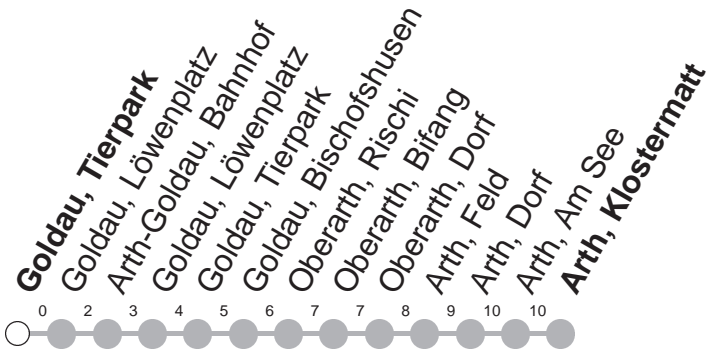 Goldau, Tierpark
Goldau, Löwenplatz
Arth-Goldau, Bahnhof
Goldau, Löwenplatz
Goldau, Tierpark
Goldau, Bischofshusen
Oberarth, Rischi
Oberarth, Bifang
Oberarth, Dorf
Arth, Feld
Arth, Dorf
Arth, Am See
Arth, Klostermatt
0 2 3 4 5 6 7 7 8 9 10 10